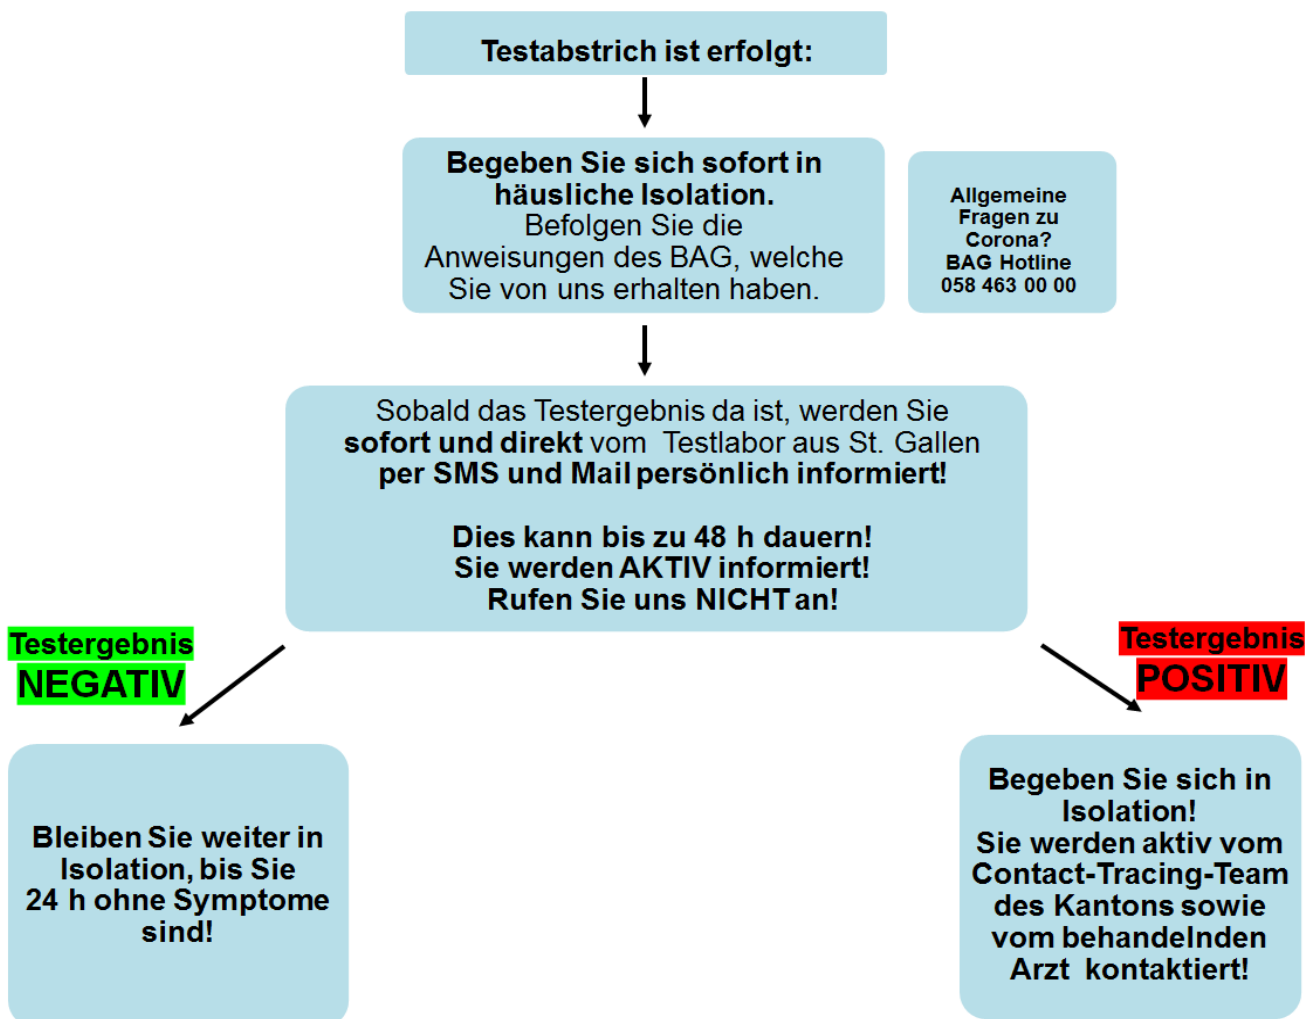 Testabstrich ist erfolgt:
Begeben Sie sich sofort in
häusliche Isolation.
Befolgen Sie die
Anweisungen des BAG, welche
Sie von uns erhalten haben.
Allgemeine
Fragen zu
Corona?
BAG Hotline
058 463 00 00
Sobald das Testergebnis da ist, werden Sie
sofort und direkt vom Testlabor aus St. Gallen
per SMS und Mail persönlich informiert!
Dies kann bis zu 48 h dauern!
Sie werden AKTIV informiert!
Rufen Sie uns NICHT an!
Testergebnis
NEGATIV
Testergebnis
POSITIV
Bleiben Sie weiter in
Isolation, bis Sie
24 h ohne Symptome
sind!
Begeben Sie sich in
Isolation!
Sie werden aktiv vom
Contact-Tracing-Team
des Kantons sowie
vom behandelnden
Arzt kontaktiert!